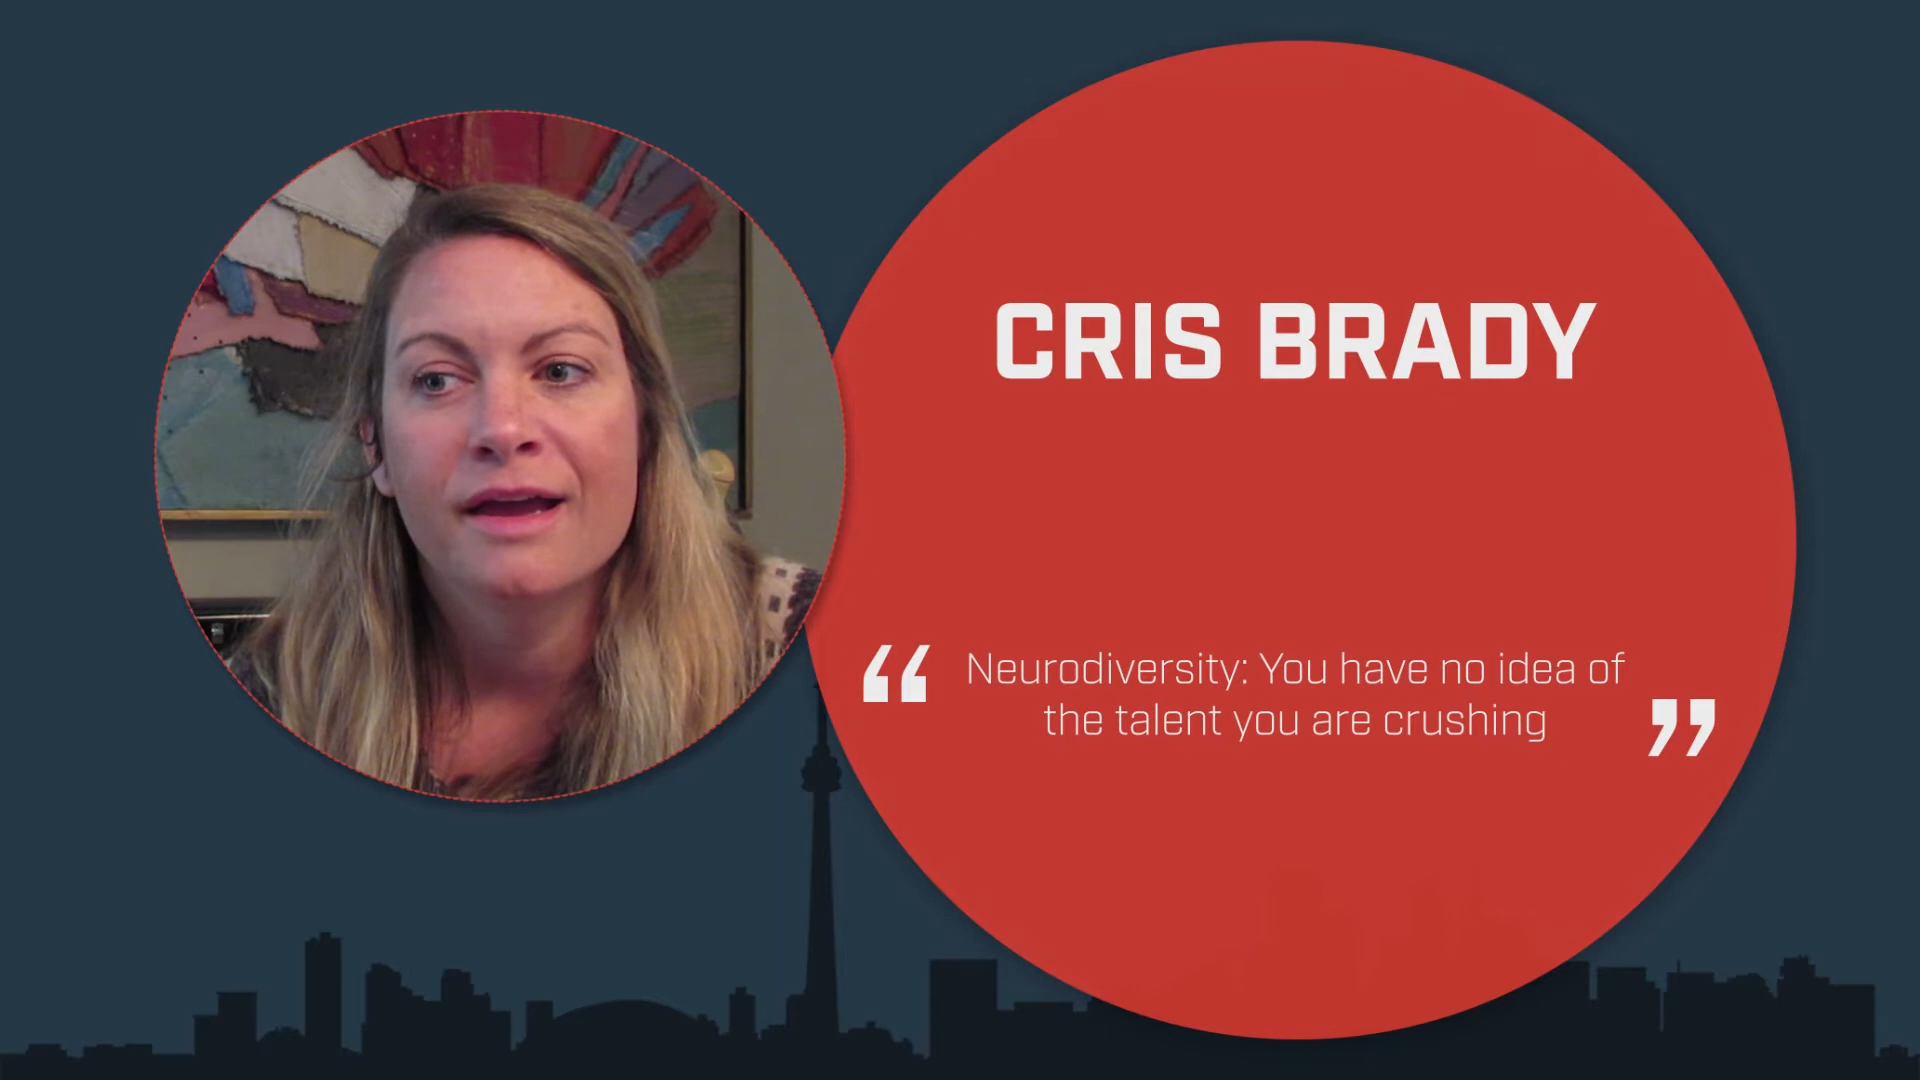 CRIS BRADY
“ Neurodiversity: You have no idea of
the talent you are crushing ”